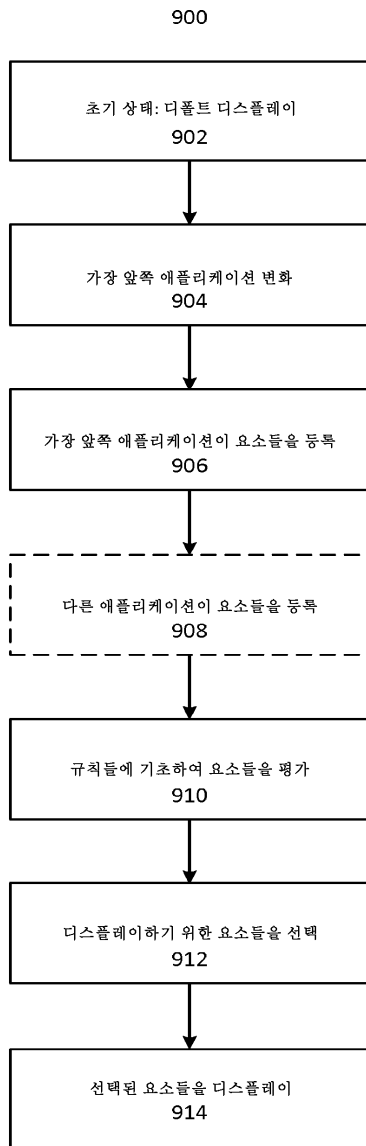 900
초기 상태: 디폴트 디스플레이
902
가장 앞쪽 애플리케이션 변화
904
가장 앞쪽 애플리케이션이 요소들을 등록
906
다른 애플리케이션이 요소들을 등록
908
규칙들에 기초하여 요소들을 평가
910
디스플레이하기 위한 요소들을 선택
912
선택된 요소들을 디스플레이
914